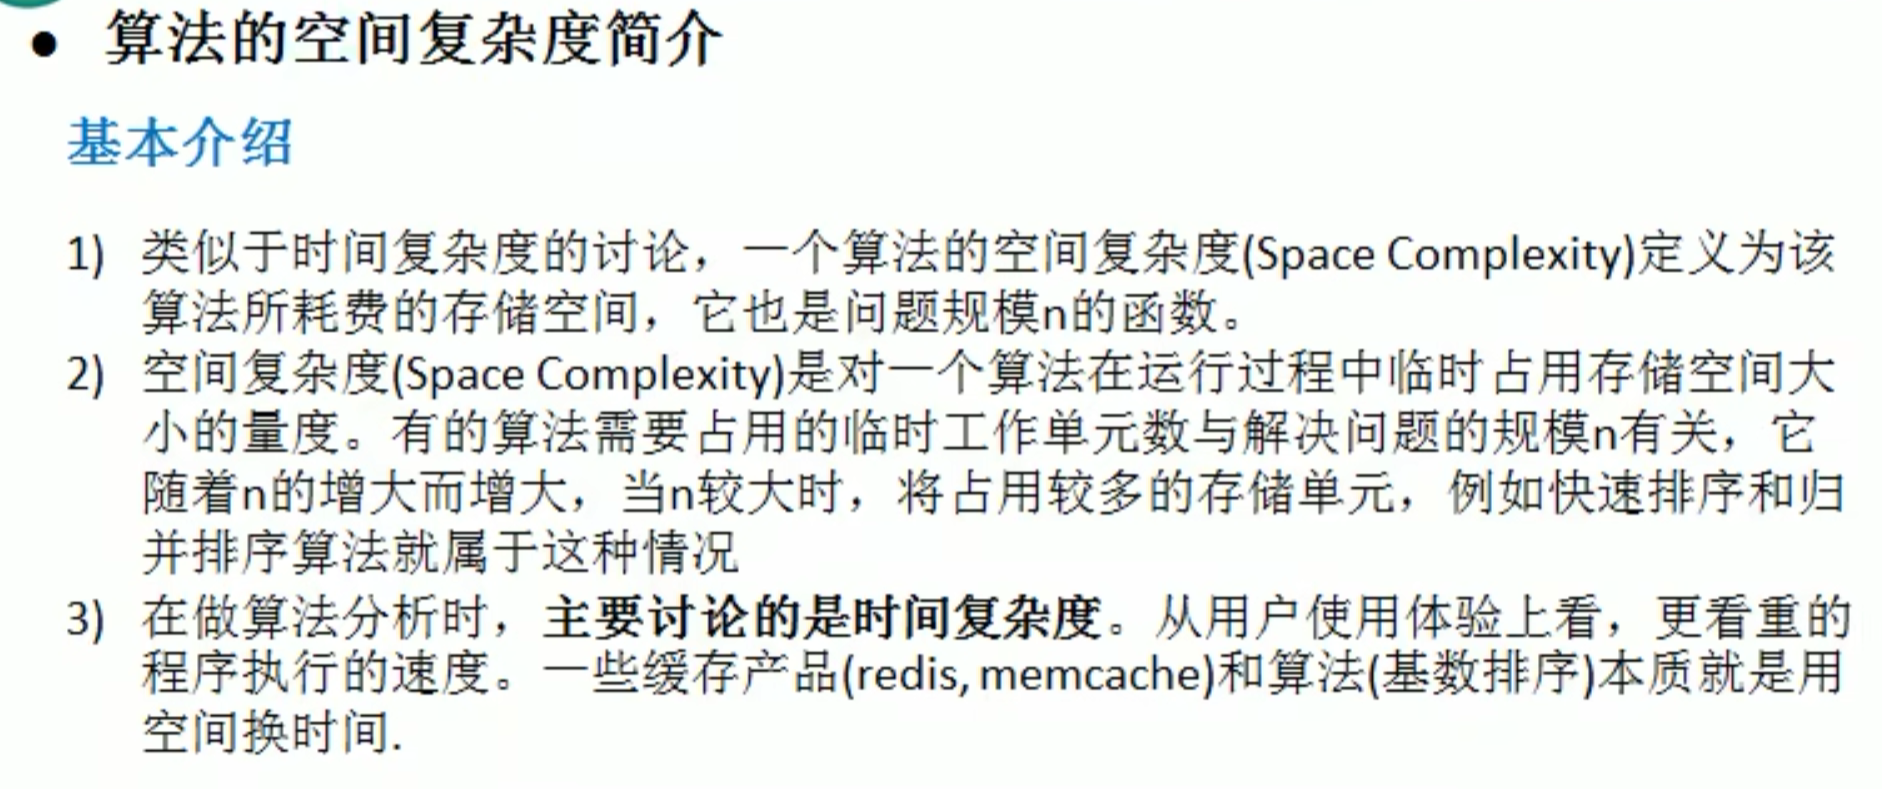 ● 算法的空间复杂度简介
基本介绍
1) 类似于时间复杂度的讨论，一个算法的空间复杂度(Space Complexity)定义为该
算法所耗费的存储空间，它也是问题规模n的函数。
2) 空间复杂度(Space Complexity)是对一个算法在运行过程中临时占用存储空间大
小的量度。有的算法需要占用的临时工作单元数与解决问题的规模n有关，它
随着n的增大而增大，当n较大时，将占用较多的存储单元，例如快速排序和归
并排序算法就属于这种情况
3) 在做算法分析时，主要讨论的是时间复杂度。从用户使用体验上看，更看重的
程序执行的速度。一些缓存产品(redis, memcache)和算法(基数排序)本质就是用
空间换时间.